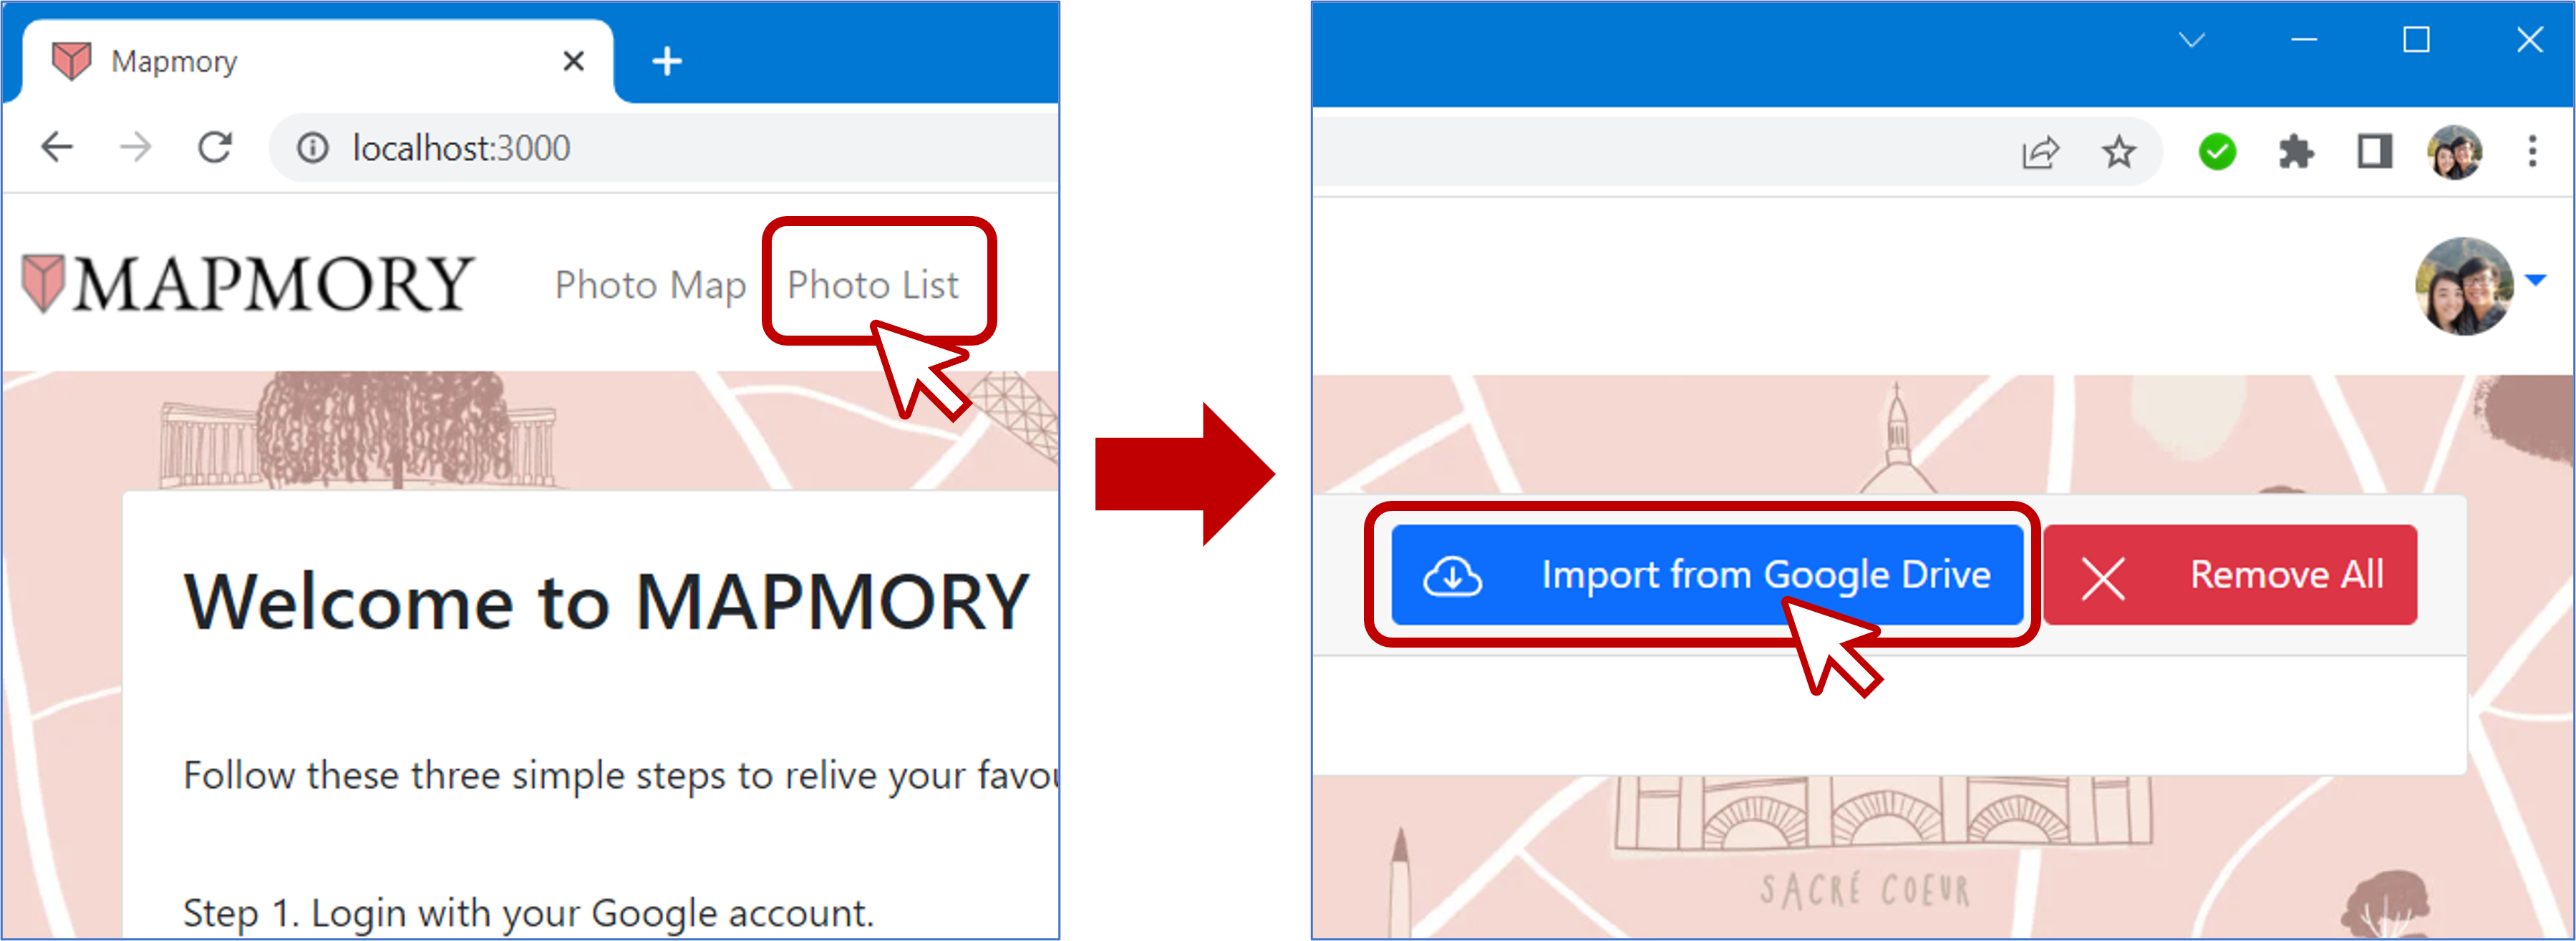 Mapmory
localhost:3000
MAPMORY Photo Map Photo List
Welcome to MAPMORY
Follow these three simple steps to relive your favou
Step 1. Login with your Google account.
Import from Google Drive
Remove All
SACRÉ COEUR